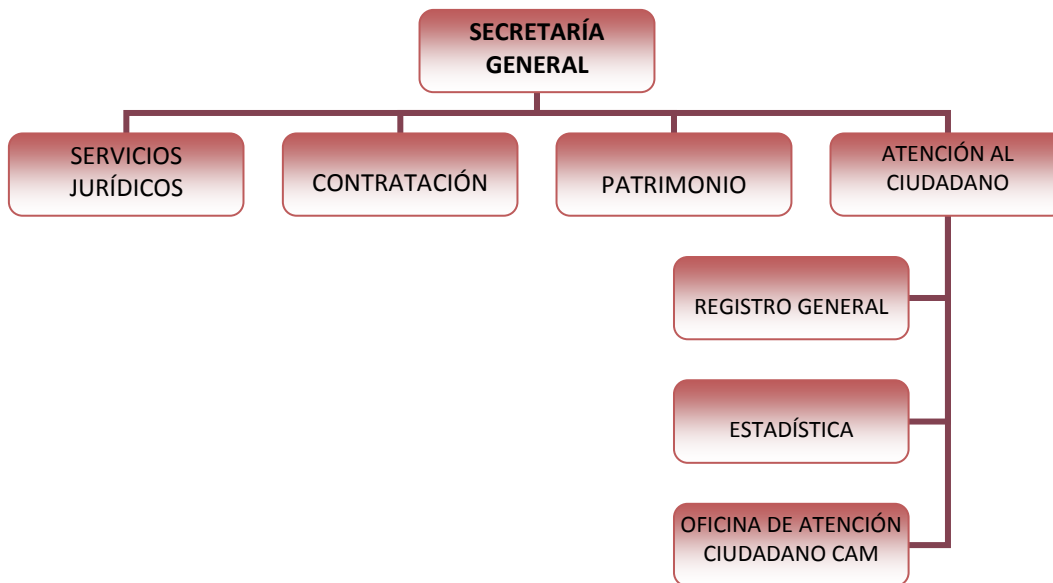 SECRETARÍA
GENERAL
SERVICIOS
JURÍDICOS
CONTRATACIÓN
PATRIMONIO
ATENCIÓN AL
CIUDADANO
REGISTRO GENERAL
ESTADÍSTICA
OFICINA DE ATENCIÓN
CIUDADANO CAM